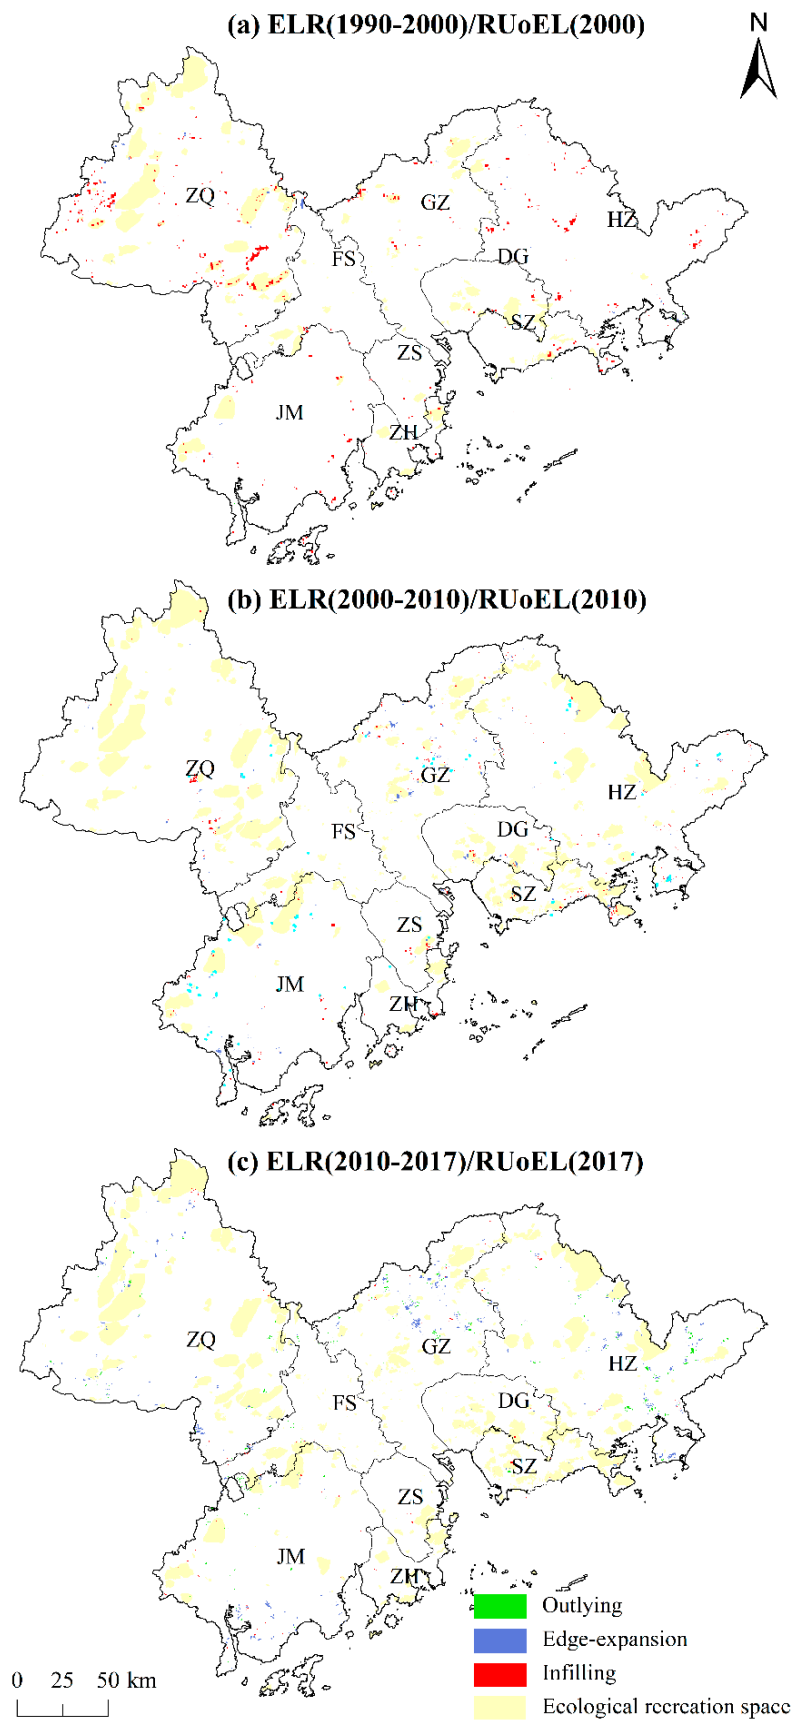 (a) ELR(1990-2000)/RUoEL(2000)
N
ZQ
GZ
HZ
FS
DG
SZ
ZS
JM
ZH
(b) ELR(2000-2010)/RUoEL(2010)
ZQ
GZ
HZ
FS
DG
SZ
ZS
JM
ZH
(c) ELR(2010-2017)/RUoEL(2017)
ZQ
GZ
HZ
FS
DG
SZ
ZS
JM
ZH
Outlying
Edge-expansion
Infilling
Ecological recreation space
0 25 50 km